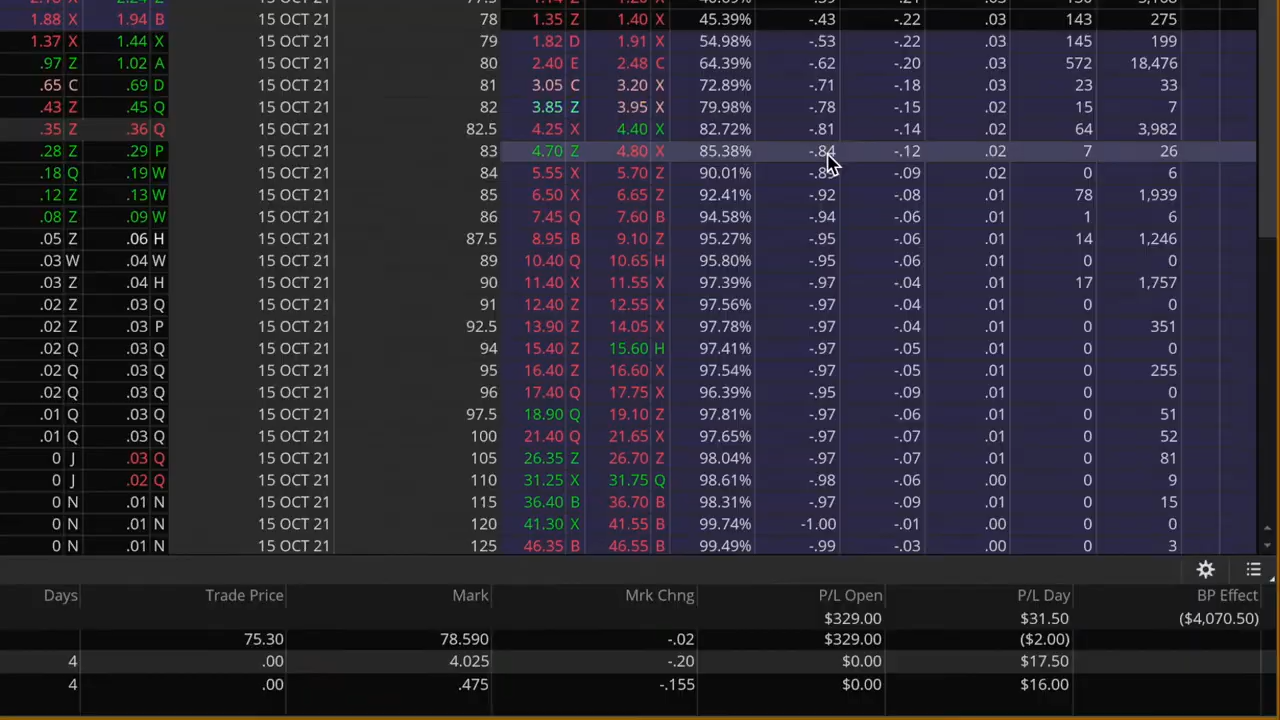 1.88 X 1.94 B 15 OCT 21 78 1.35 Z 1.40 X 45.39% -.43 -.22 .03 143 275
1.37 X 1.44 X 15 OCT 21 79 1.82 D 1.91 X 54.98% -.53 -.22 .03 145 199
.97 Z 1.02 A 15 OCT 21 80 2.40 E 2.48 C 64.39% -.62 -.20 .03 572 18,476
.65 C .69 D 15 OCT 21 81 3.05 C 3.20 X 72.89% -.71 -.18 .03 23 33
.43 Z .45 Q 15 OCT 21 82 3.85 Z 3.95 X 79.98% -.78 -.15 .02 15 7
.35 Z .36 Q 15 OCT 21 82.5 4.25 X 4.40 X 82.72% -.81 -.14 .02 64 3,982
.28 Z .29 P 15 OCT 21 83 4.70 Z 4.80 X 85.38% -.84 -.12 .02 7 26
.18 Q .19 W 15 OCT 21 84 5.55 X 5.70 Z 90.01% -.09 .02 0 6
.12 Z .13 W 15 OCT 21 85 6.50 X 6.65 Z 92.41% -.92 -.08 .01 78 1,939
.08 Z .09 W 15 OCT 21 86 7.45 Q 7.60 B 94.58% -.94 -.06 .01 1 6
.05 Z .06 H 15 OCT 21 87.5 8.95 B 9.10 Z 95.27% -.95 -.06 .01 14 1,246
.03 W .04 W 15 OCT 21 89 10.40 Q 10.65 H 95.80% -.95 -.06 .01 0 0
.03 Z .04 H 15 OCT 21 90 11.40 X 11.55 X 97.39% -.97 -.04 .01 17 1,757
.02 Z .03 Q 15 OCT 21 91 12.40 Z 12.55 X 97.56% -.97 -.04 .01 0 0
.02 Z .03 P 15 OCT 21 92.5 13.90 Z 14.05 X 97.78% -.97 -.04 .01 0 351
.02 Q .03 Q 15 OCT 21 94 15.40 Z 15.60 H 97.41% -.97 -.05 .01 0 0
.02 Q .03 Q 15 OCT 21 95 16.40 Z 16.60 X 97.54% -.97 -.05 .01 0 255
.02 Q .03 Q 15 OCT 21 96 17.40 Q 17.75 X 96.39% -.95 -.09 .01 0 0
.01 Q .03 Q 15 OCT 21 97.5 18.90 Q 19.10 Z 97.81% -.97 -.06 .01 0 51
.01 Q .03 Q 15 OCT 21 100 21.40 Q 21.65 X 97.65% -.97 -.07 .01 0 52
0 J .03 Q 15 OCT 21 105 26.35 Z 26.70 Z 98.04% -.97 -.07 .01 0 81
0 J .02 Q 15 OCT 21 110 31.25 X 31.75 Q 98.61% -.98 -.06 .00 0 9
0 N .01 N 15 OCT 21 115 36.40 B 36.70 B 98.31% -.97 -.09 .01 0 15
0 N .01 N 15 OCT 21 120 41.30 X 41.55 B 99.74% -1.00 -.01 .00 0 0
0 N .01 N 15 OCT 21 125 46.35 B 46.55 B 99.49% -.99 -.03 .00 0 3
Days Trade Price Mark Mrk Chng P/L Open P/L Day BP Effect
$329.00 $31.50 ($4,070.50)
75.30 78.590 -.02 $329.00 ($2.00)
4 .00 4.025 -.20 $0.00 $17.50
4 .00 .475 -.155 $0.00 $16.00